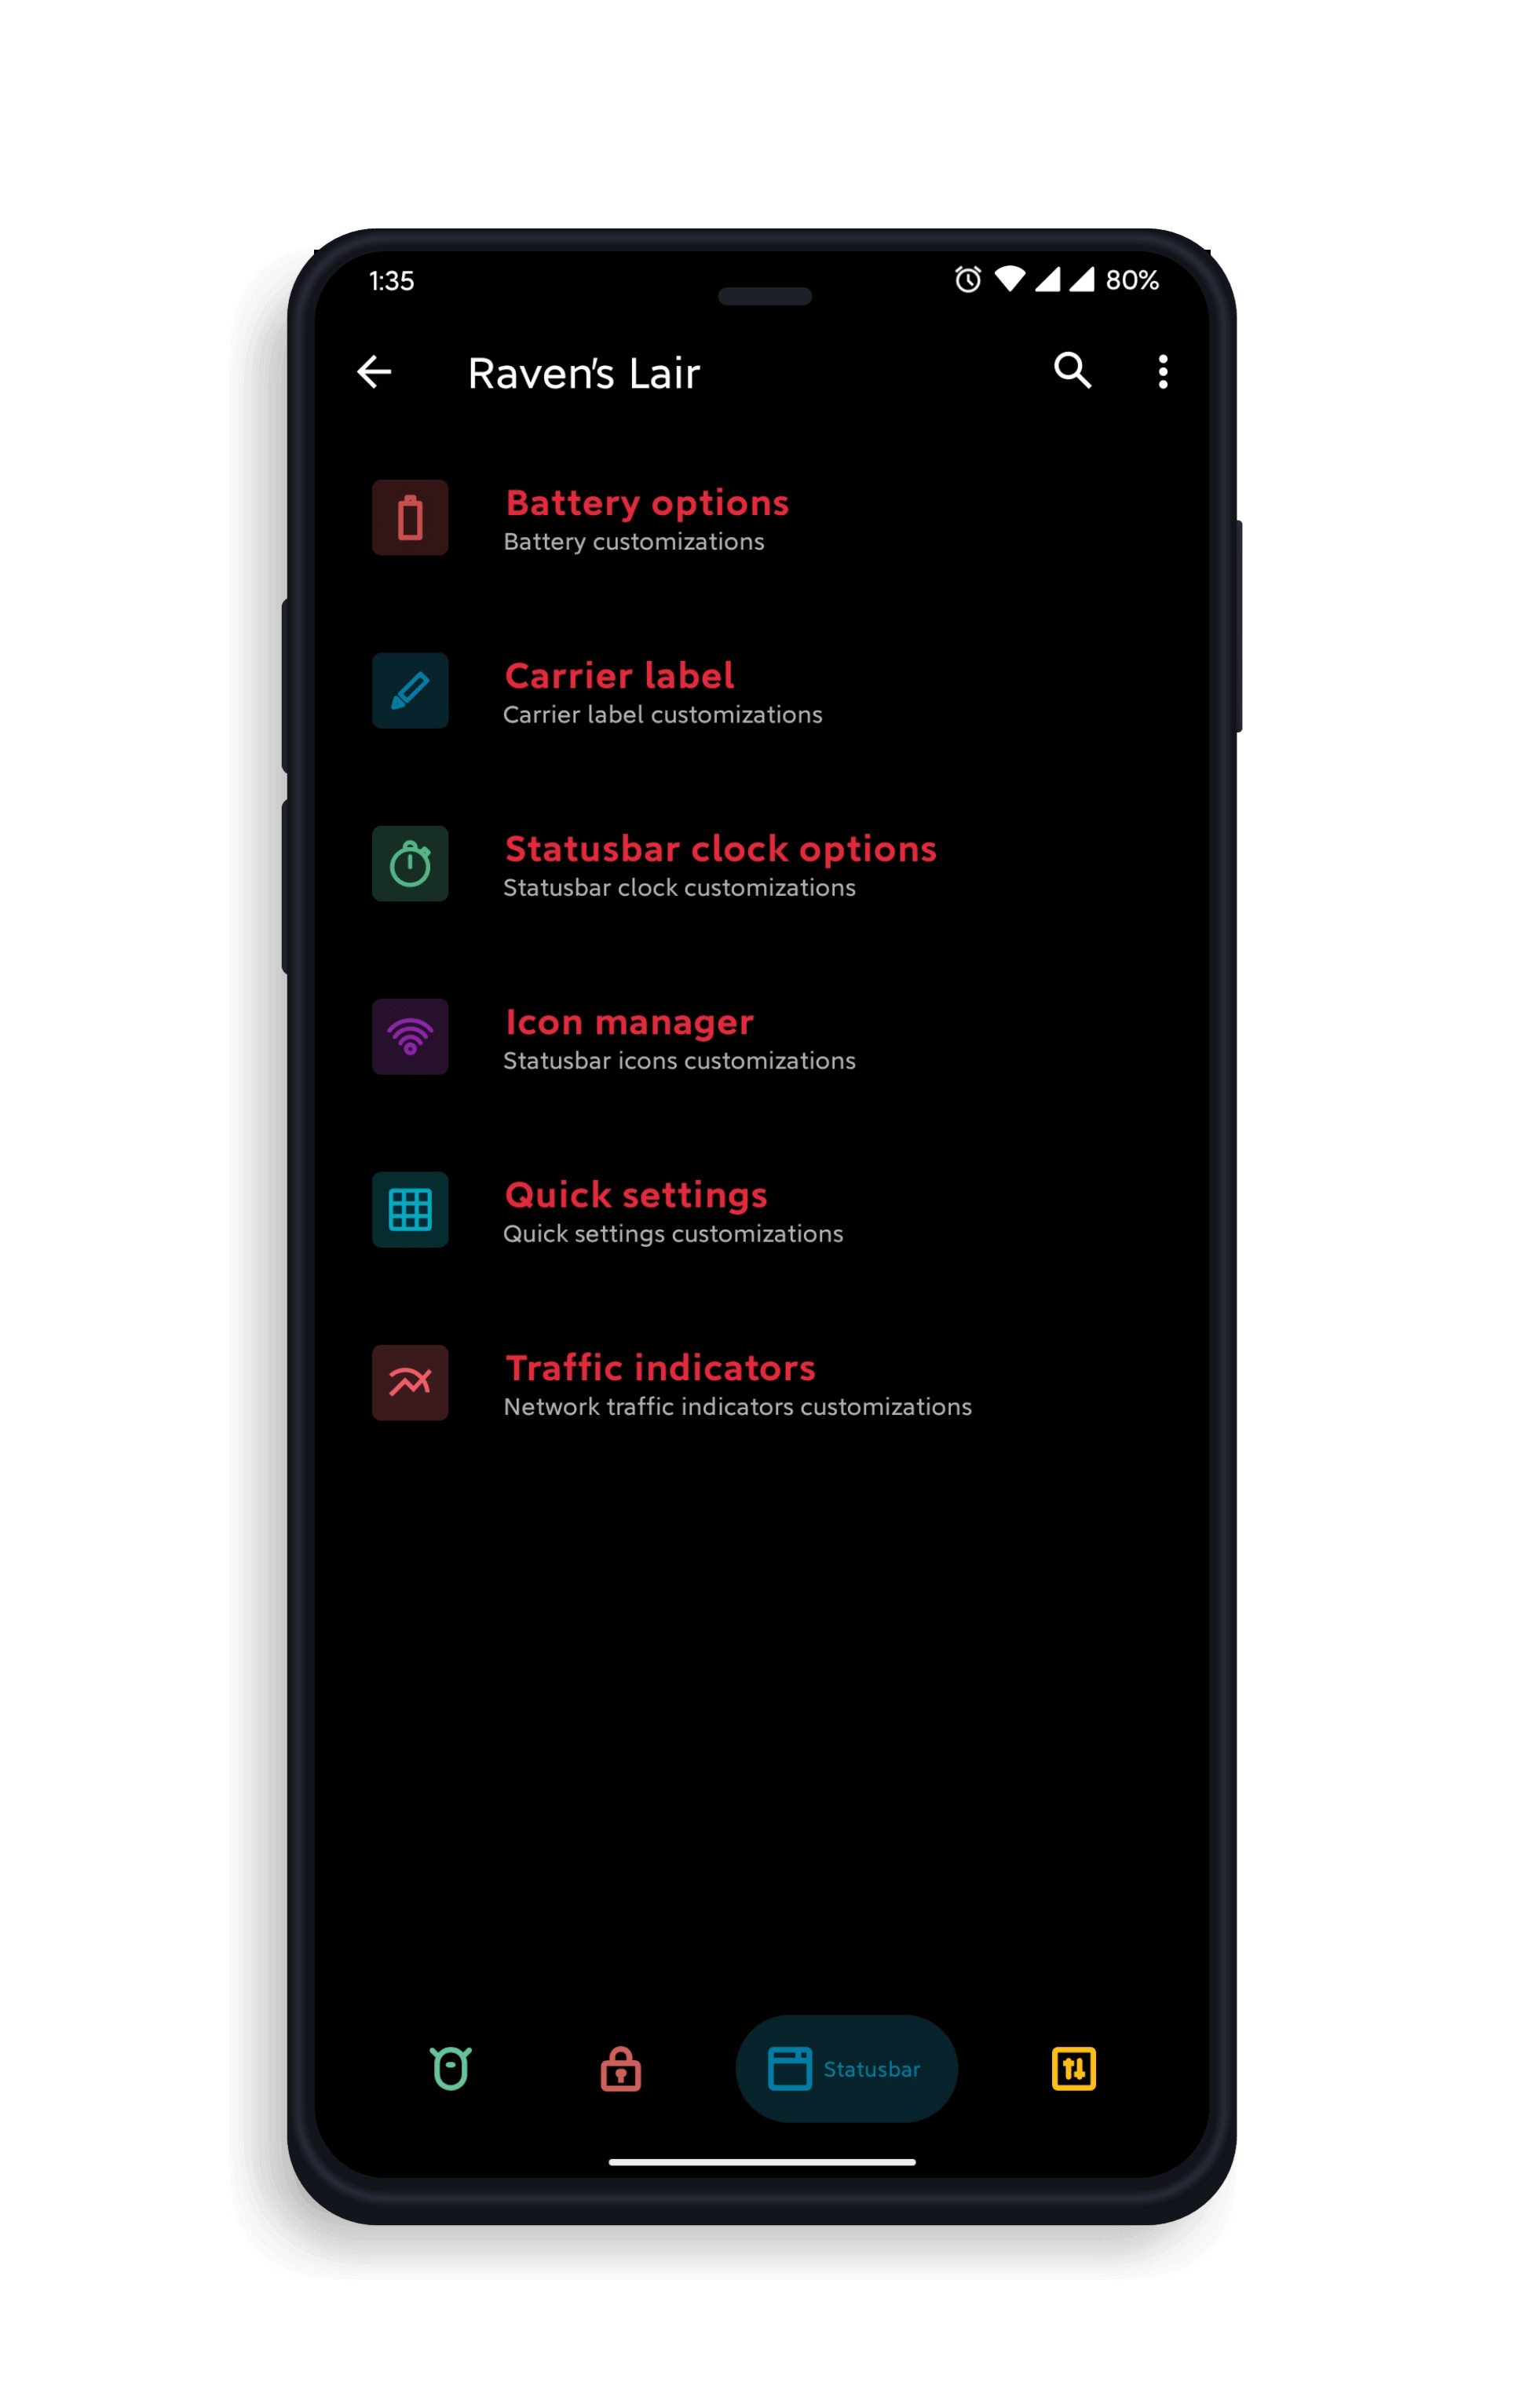 1:35 80%
Raven's Lair
Battery options
Battery customizations
Carrier label
Carrier label customizations
Statusbar clock options
Statusbar clock customizations
Icon manager
Statusbar icons customizations
Quick settings
Quick settings customizations
Traffic indicators
Network traffic indicators customizations
Statusbar